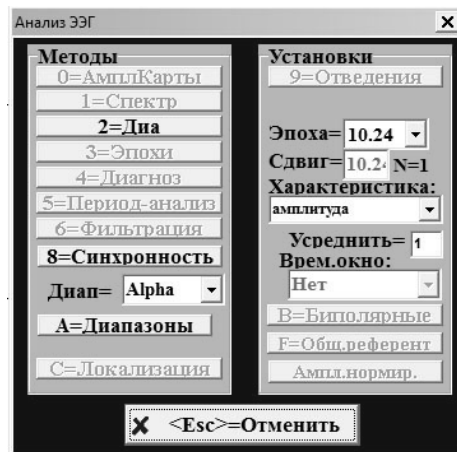 Анализ ЭЭГ
Методы
0=АмплКарты
1=Спектр
2=Диа
3=Эпохи
4=Диагноз
5=Период-анализ
6=Фильтрация
8=Синхронность
Диап= Alpha
A=Диапазоны
C=Локализация
Установки
9=Отведения
Эпоха= 10.24
Сдвиг= 10.24 N=1
Характеристика:
амплитуда
Усреднить= 1
Врем.окно:
Нет
B=Биполярные
F=Общ.референт
Ампл.нормир.
<Esc>=Отменить